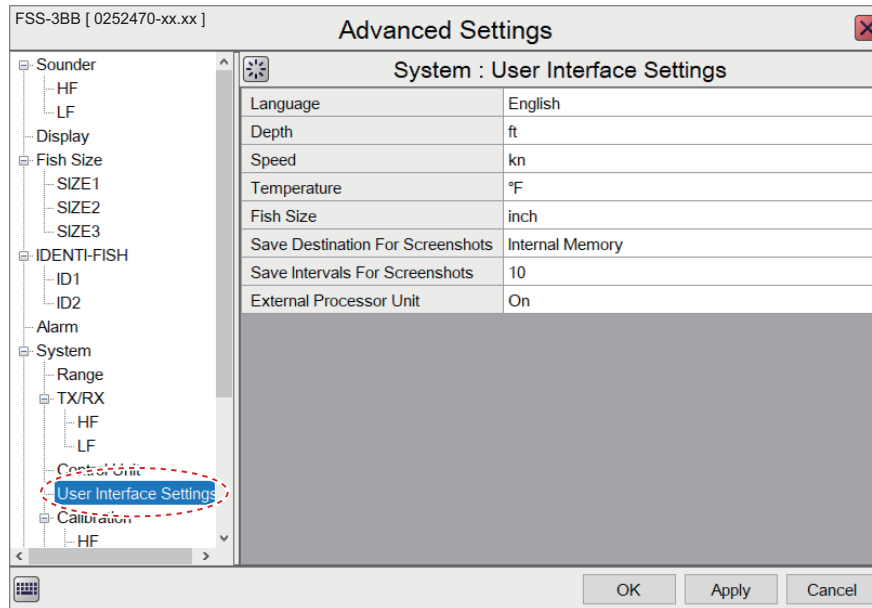 FSS-3BB [ 0252470-xx.xx ]
Advanced Settings
Sounder
HF
LF
Display
Fish Size
SIZE1
SIZE2
SIZE3
IDENTI-FISH
ID1
ID2
Alarm
System
Range
TX/RX
HF
LF
Control Unit
User Interface Settings
Calibration
HF
System : User Interface Settings
Language English
Depth ft
Speed kn
Temperature °F
Fish Size inch
Save Destination For Screenshots Internal Memory
Save Intervals For Screenshots 10
External Processor Unit On
OK Apply Cancel